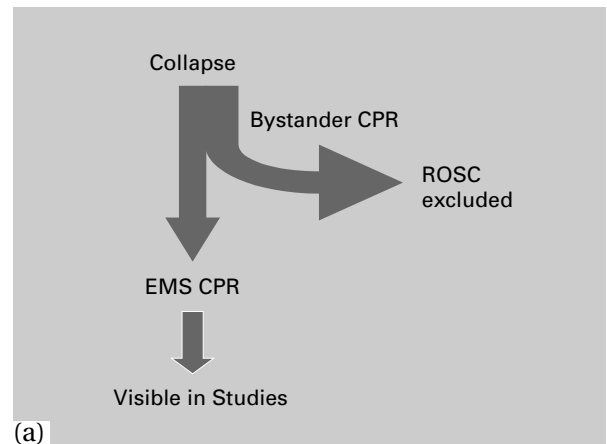 Collapse
Bystander CPR
ROSC
excluded
EMS CPR
Visible in Studies
(a)